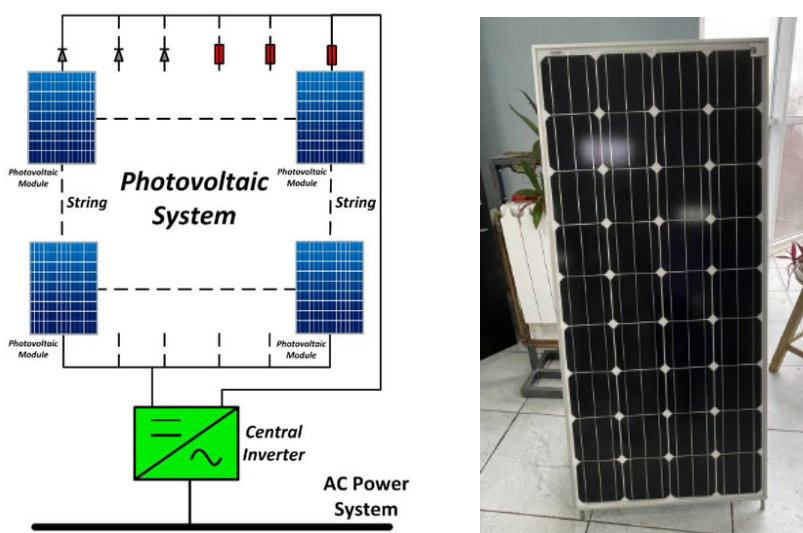 Photovoltaic
Module
Photovoltaic
Module
String
Photovoltaic
System
String
Photovoltaic
Module
Photovoltaic
Module
Central
Inverter
AC Power
System